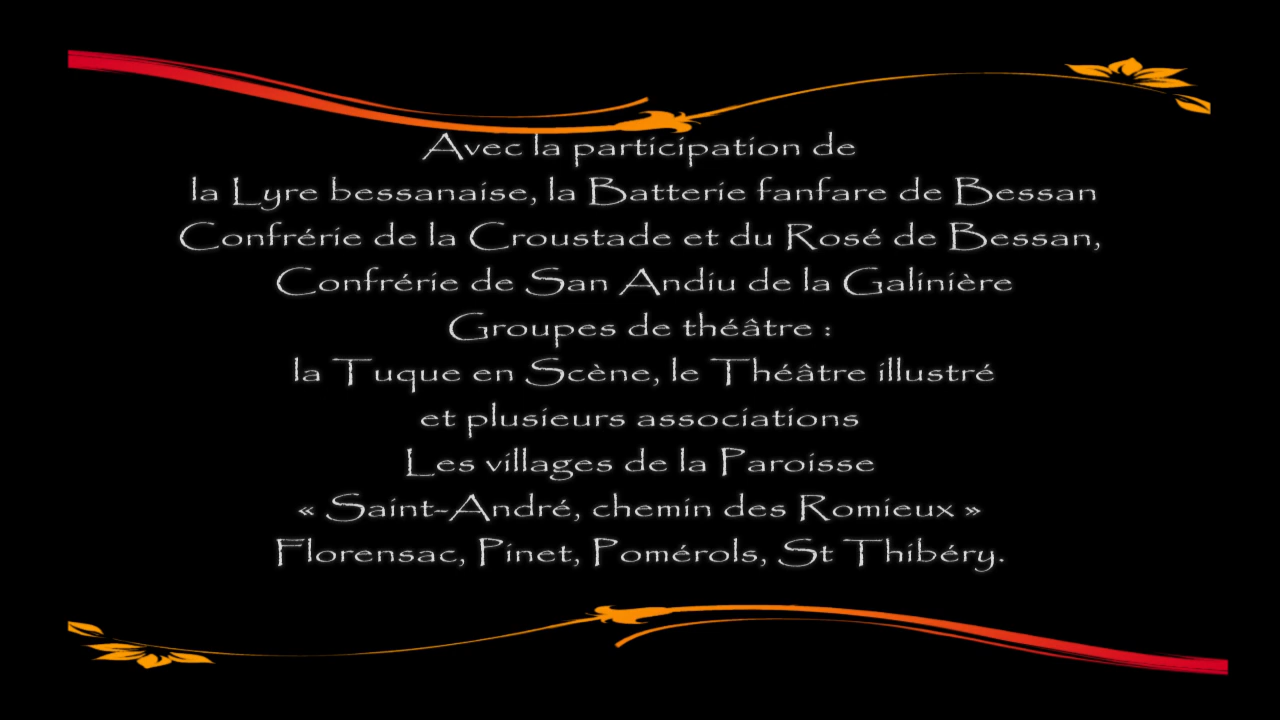 Avec la participation de
la Lyre bessanaise, la Batterie fanfare de Bessan
Confrérie de la Croustade et du Rosé de Bessan,
Confrérie de San Andiu de la Galinière
Groupes de théâtre :
la Tuque en Scène, le Théâtre illustré
et plusieurs associations
Les villages de la Paroisse
« Saint-André, chemin des Romieux »
Florensac, Pinet, Pomérols, St Thibéry.